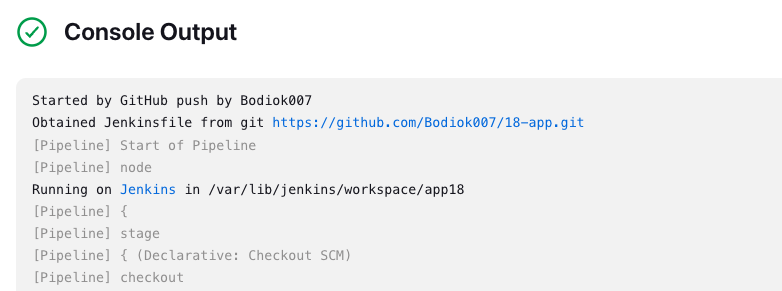 Console Output
Started by GitHub push by Bodiok007
Obtained Jenkinsfile from git https://github.com/Bodiok007/18-app.git
[Pipeline] Start of Pipeline
[Pipeline] node
Running on Jenkins in /var/lib/jenkins/workspace/app18
[Pipeline] {
[Pipeline] stage
[Pipeline] { (Declarative: Checkout SCM)
[Pipeline] checkout